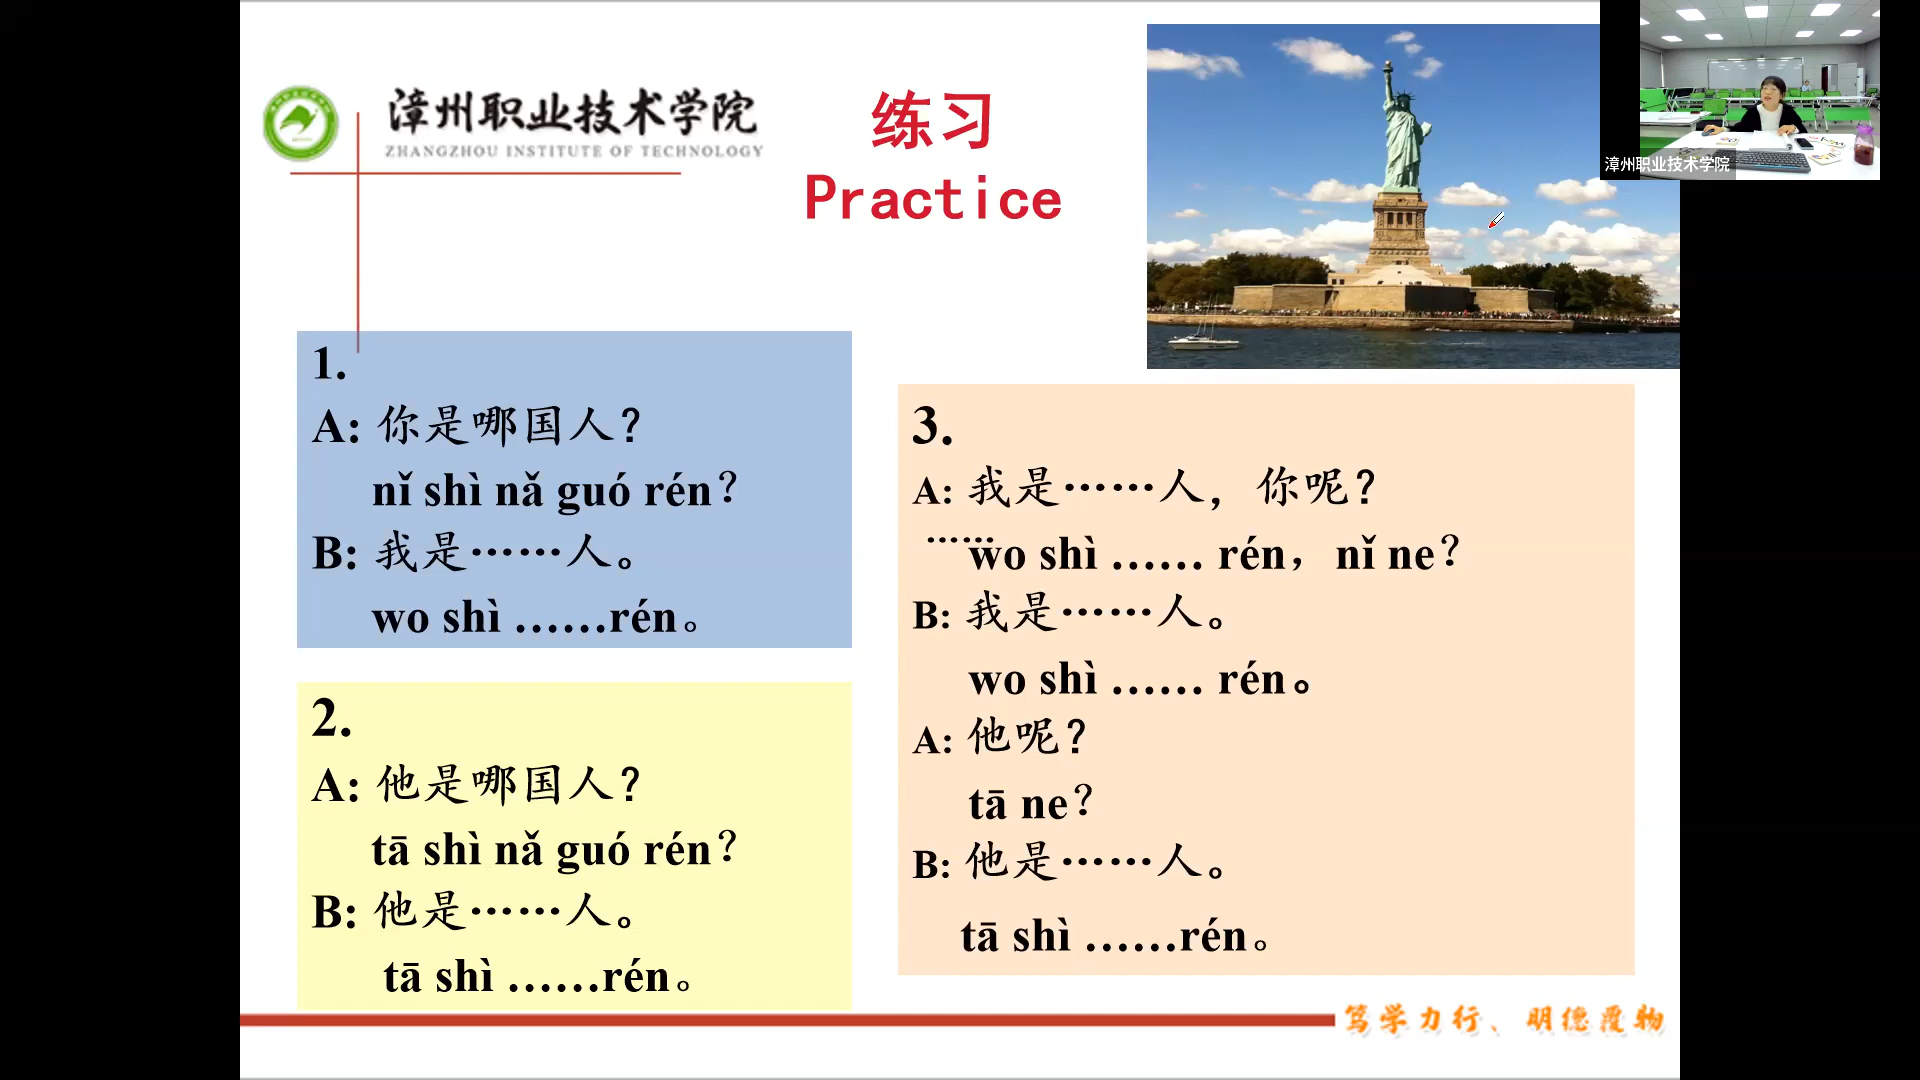 漳州职业技术学院
ZHANGZHOU INSTITUTE OF TECHNOLOGY
练习
Practice
漳州职业技术学院
1.
A: 你是哪国人？
nǐ shì nǎ guó rén？
B: 我是……人。
wo shì ……rén。
2.
A: 他是哪国人？
tā shì nǎ guó rén？
B: 他是……人。
tā shì ……rén。
3.
A: 我是……人，你呢？
……
wo shì …… rén，nǐ ne？
B: 我是……人。
wo shì …… rén。
A: 他呢？
tā ne？
B: 他是……人。
tā shì ……rén。
笃学力行、明德覆物